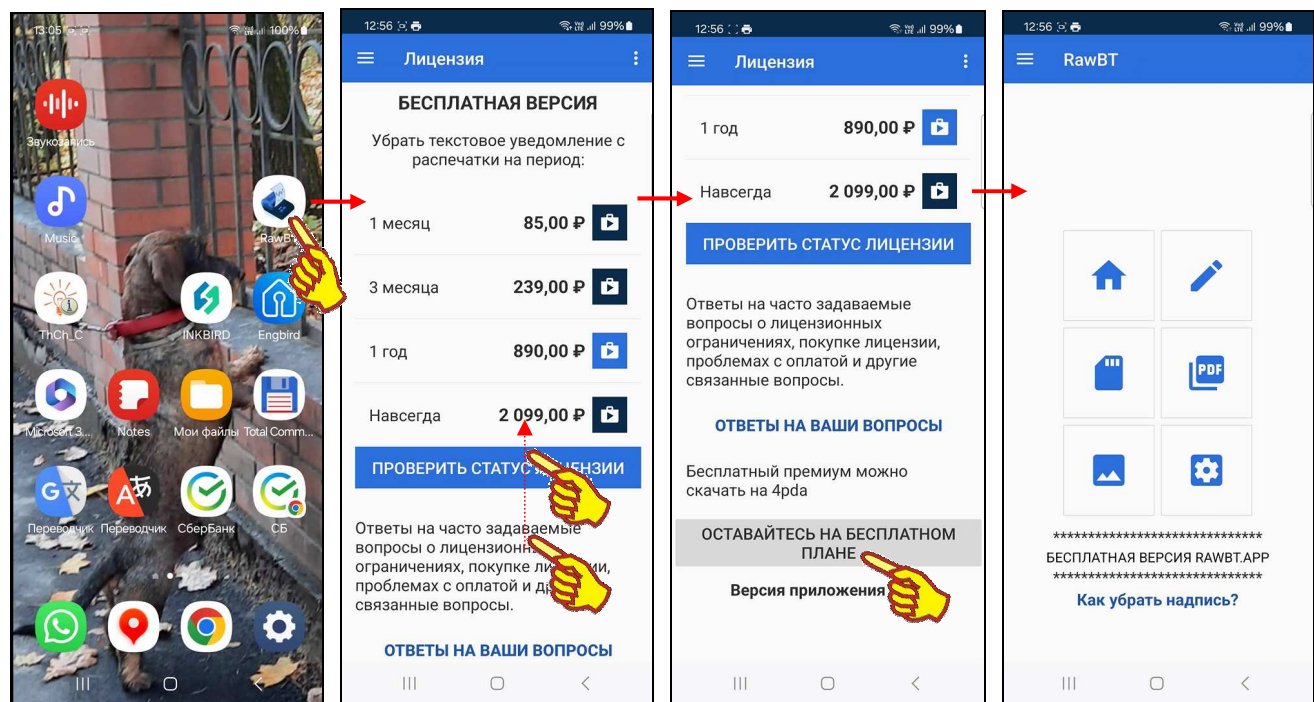 13:05
100%
Звукозапись
Music
RawBT
ThCh_C
INKBIRD
Engbird
Microsoft 3...
Notes
Мои файлы
Total Comm...
Переводчик
Переводчик
СберБанк
СБ
12:56
99%
Лицензия
БЕСПЛАТНАЯ ВЕРСИЯ
Убрать текстовое уведомление с
распечатки на период:
1 месяц 85,00 ₽
3 месяца 239,00 ₽
1 год 890,00 ₽
Навсегда 2 099,00 ₽
ПРОВЕРИТЬ СТАТУС ЛИЦЕНЗИИ
Ответы на часто задаваемые
вопросы о лицензионных
ограничениях, покупке лицензии,
проблемах с оплатой и другие
связанные вопросы.
ОТВЕТЫ НА ВАШИ ВОПРОСЫ
12:56
99%
Лицензия
1 год 890,00 ₽
Навсегда 2 099,00 ₽
ПРОВЕРИТЬ СТАТУС ЛИЦЕНЗИИ
Ответы на часто задаваемые
вопросы о лицензионных
ограничениях, покупке лицензии,
проблемах с оплатой и другие
связанные вопросы.
ОТВЕТЫ НА ВАШИ ВОПРОСЫ
Бесплатный премиум можно
скачать на 4pda
ОСТАВАЙТЕСЬ НА БЕСПЛАТНОМ
ПЛАНЕ
Версия приложения
12:56
99%
RawBT
PDF
******************************
БЕСПЛАТНАЯ ВЕРСИЯ RAWBT.APP
******************************
Как убрать надпись?